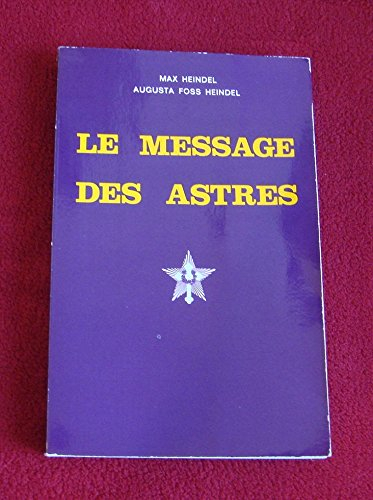 MAX HEINDEL
AUGUSTA FOSS HEINDEL
LE MESSAGE
DES ASTRES